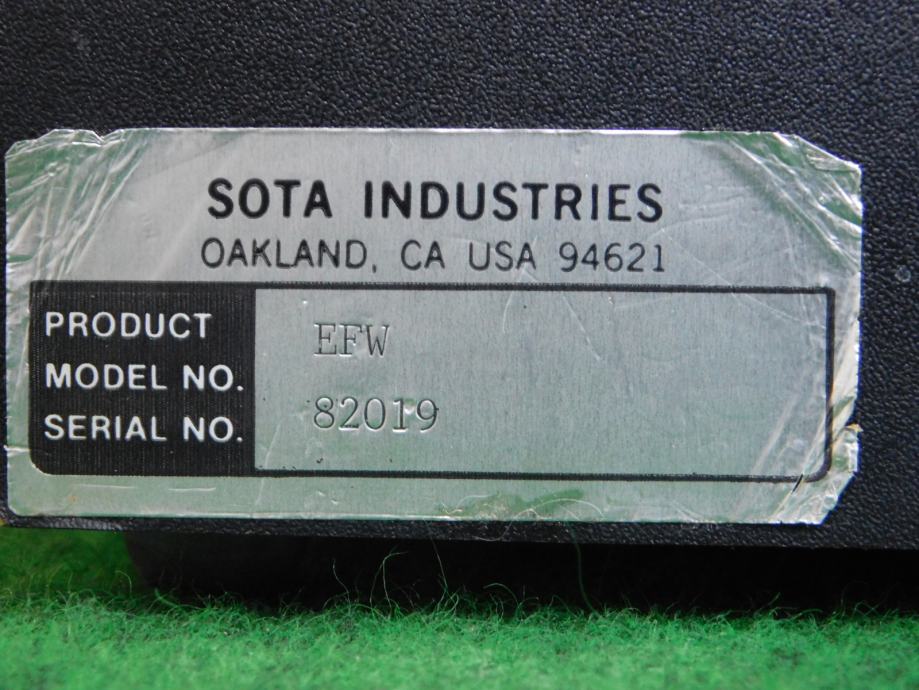 SOTA INDUSTRIES
OAKLAND, CA USA 94621
PRODUCT EFW
MODEL NO.
SERIAL NO. 82019